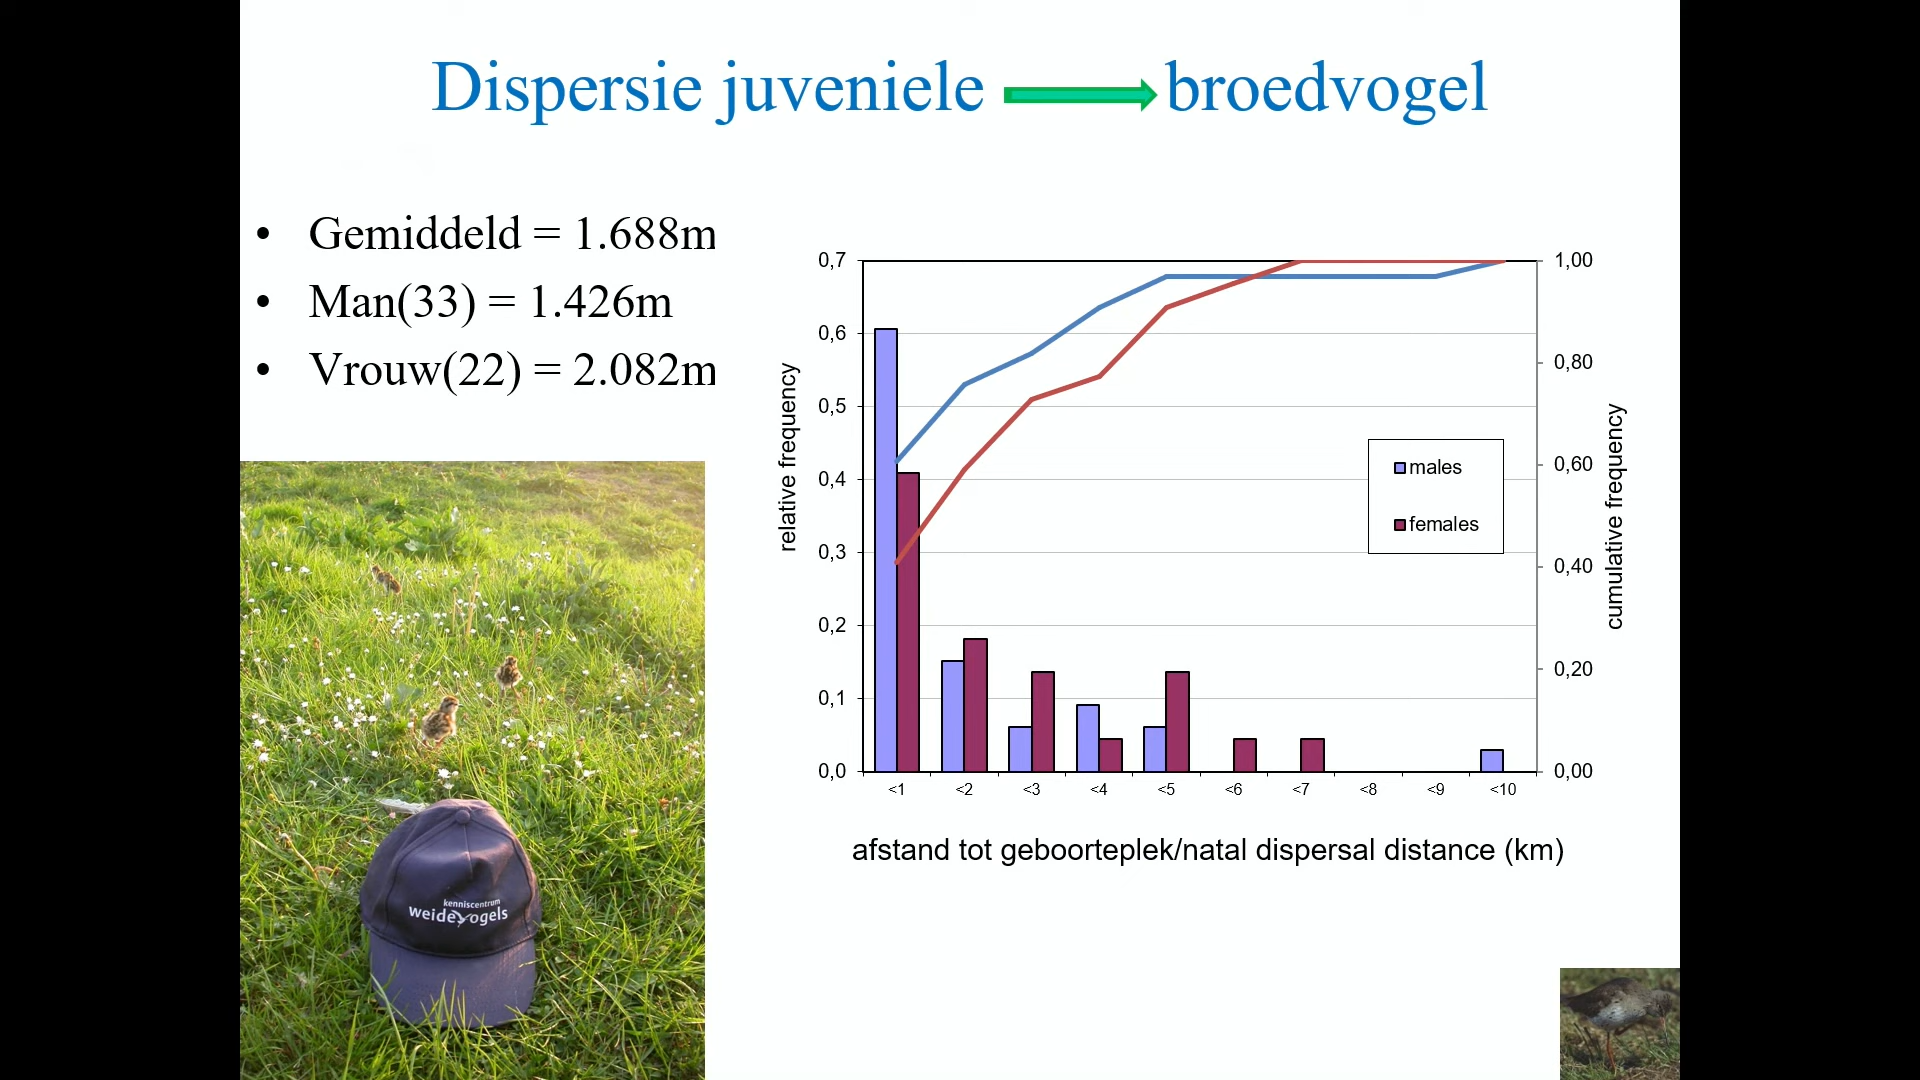 Dispersie juveniele broedvogel
• Gemiddeld = 1.688m
• Man(33) = 1.426m
• Vrouw(22) = 2.082m
relative frequency
0,7
0,6
0,5
0,4
0,3
0,2
0,1
0,0
1,00
0,80
0,60
0,40
0,20
0,00
cumulative frequency
males
females
<1 <2 <3 <4 <5 <6 <7 <8 <9 <10
afstand tot geboorteplek/natal dispersal distance (km)
kenniscentrum
weidevogels